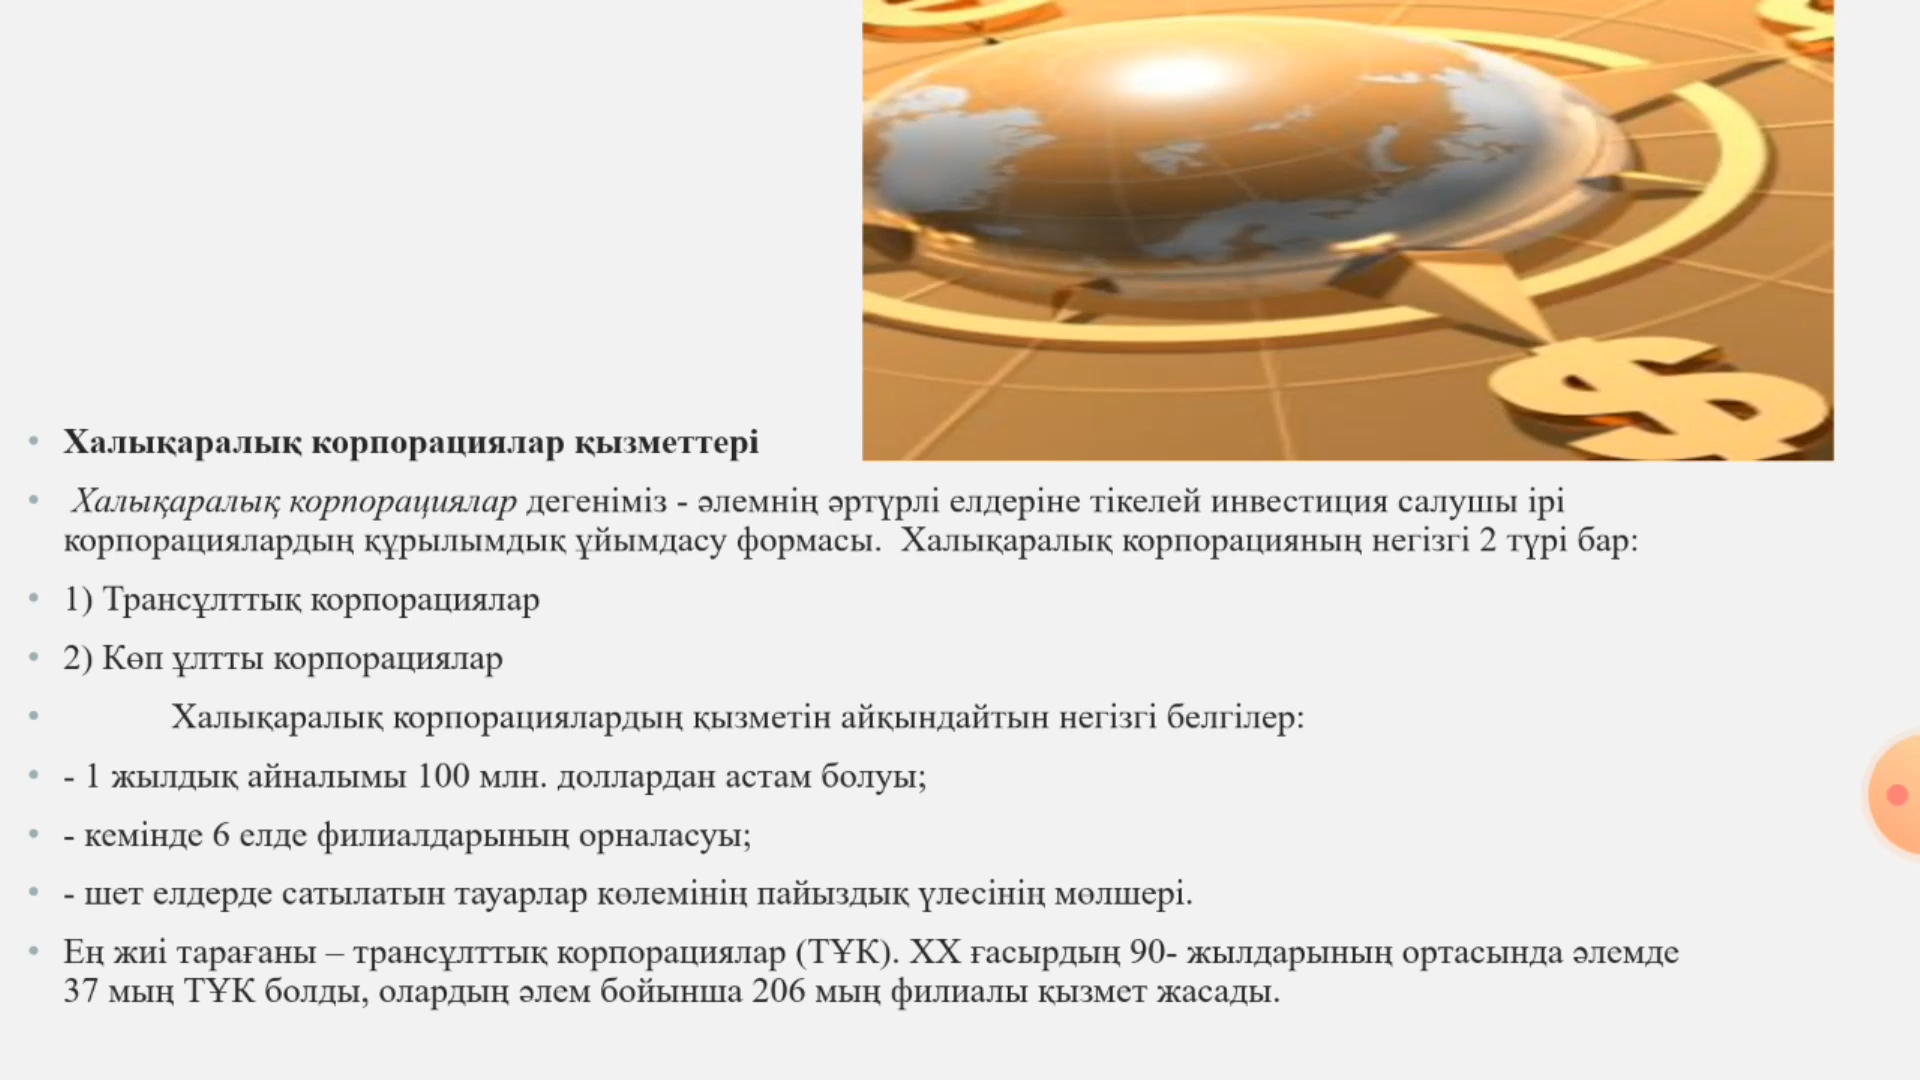 Халықаралық корпорациялар қызметтері
Халықаралық корпорациялар дегеніміз - әлемнің әртүрлі елдеріне тікелей инвестиция салушы ірі
корпорациялардың құрылымдық ұйымдасу формасы. Халықаралық корпорацияның негізгі 2 түрі бар:
1) Трансұлттық корпорациялар
2) Көп ұлтты корпорациялар
Халықаралық корпорациялардың қызметін айқындайтын негізгі белгілер:
- 1 жылдық айналымы 100 млн. доллардан астам болуы;
- кемінде 6 елде филиалдарының орналасуы;
- шет елдерде сатылатын тауарлар көлемінің пайыздық үлесінің мөлшері.
Ең жиі тарағаны – трансұлттық корпорациялар (ТҰК). ХХ ғасырдың 90- жылдарының ортасында әлемде
37 мың ТҰК болды, олардың әлем бойынша 206 мың филиалы қызмет жасады.